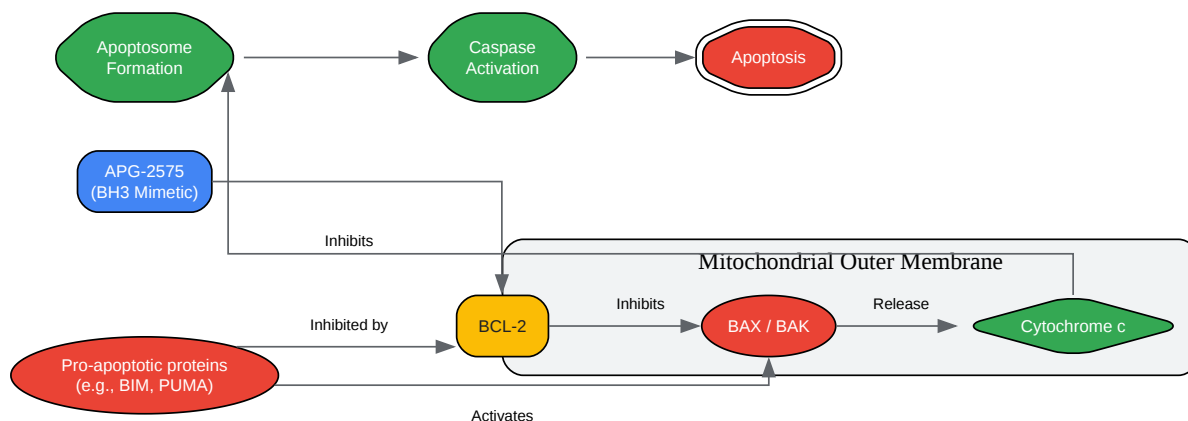 Apoptosome
Formation
Caspase
Activation
Apoptosis
APG-2575
(BH3 Mimetic)
Inhibits
Mitochondrial Outer Membrane
Inhibited by
BCL-2
Inhibits
BAX / BAK
Release
Cytochrome c
Pro-apoptotic proteins
(e.g., BIM, PUMA)
Activates